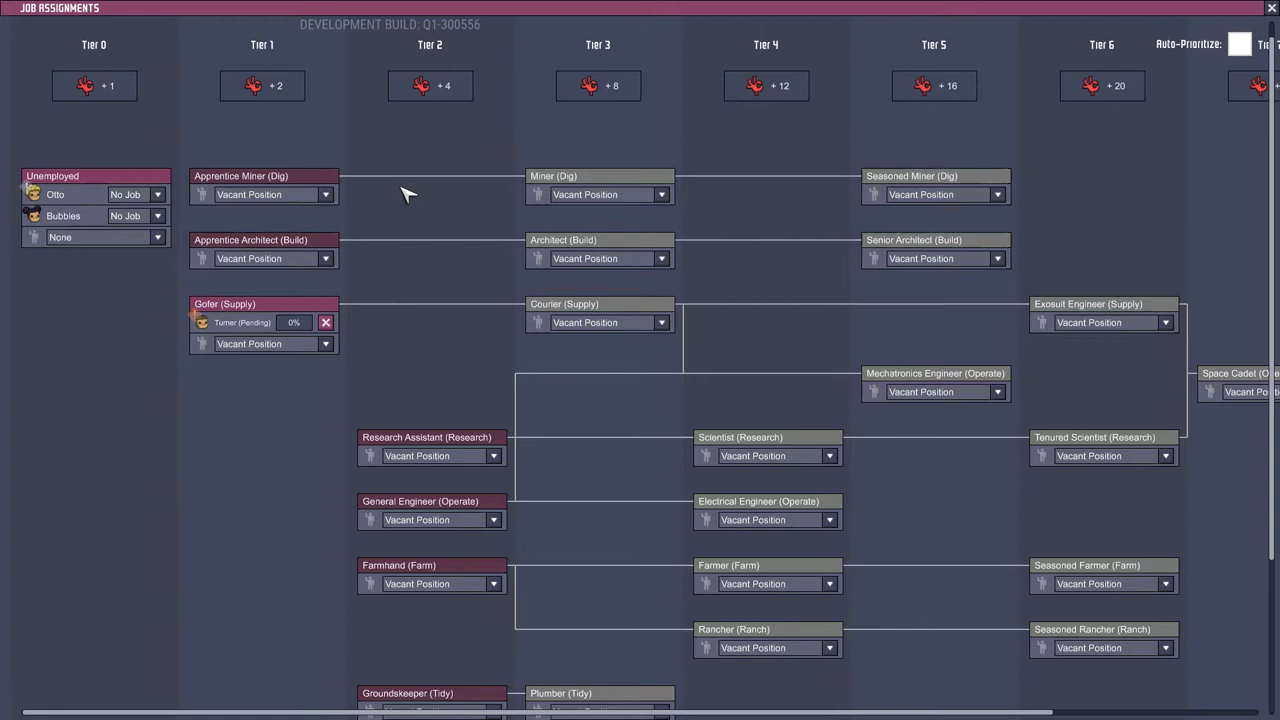 JOB ASSIGNMENTS
DEVELOPMENT BUILD: Q1-300556
Tier 0 Tier 1 Tier 2 Tier 3 Tier 4 Tier 5 Tier 6 Auto-Prioritize:
+ 1 + 2 + 4 + 8 + 12 + 16 + 20
Unemployed Apprentice Miner (Dig) Miner (Dig) Seasoned Miner (Dig)
Otto No Job Vacant Position Vacant Position Vacant Position
Bubbies No Job
None Apprentice Architect (Build) Architect (Build) Senior Architect (Build)
Vacant Position Vacant Position Vacant Position
Gofer (Supply) Courier (Supply) Exosuit Engineer (Supply)
Turner (Pending) 0% Vacant Position Vacant Position
Vacant Position
Mechatronics Engineer (Operate) Space Cadet (Ope
Vacant Position Vacant Posit
Research Assistant (Research) Scientist (Research) Tenured Scientist (Research)
Vacant Position Vacant Position Vacant Position
General Engineer (Operate) Electrical Engineer (Operate)
Vacant Position Vacant Position
Farmhand (Farm) Farmer (Farm) Seasoned Farmer (Farm)
Vacant Position Vacant Position Vacant Position
Rancher (Ranch) Seasoned Rancher (Ranch)
Vacant Position Vacant Position
Groundskeeper (Tidy) Plumber (Tidy)